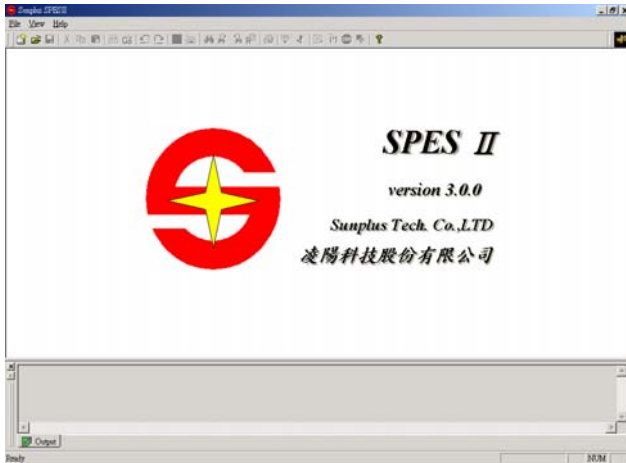 Sunplus SPESII
File View Help
SPES II
version 3.0.0
Sunplus Tech. Co.,LTD
凌陽科技股份有限公司
Output
Ready
NUM